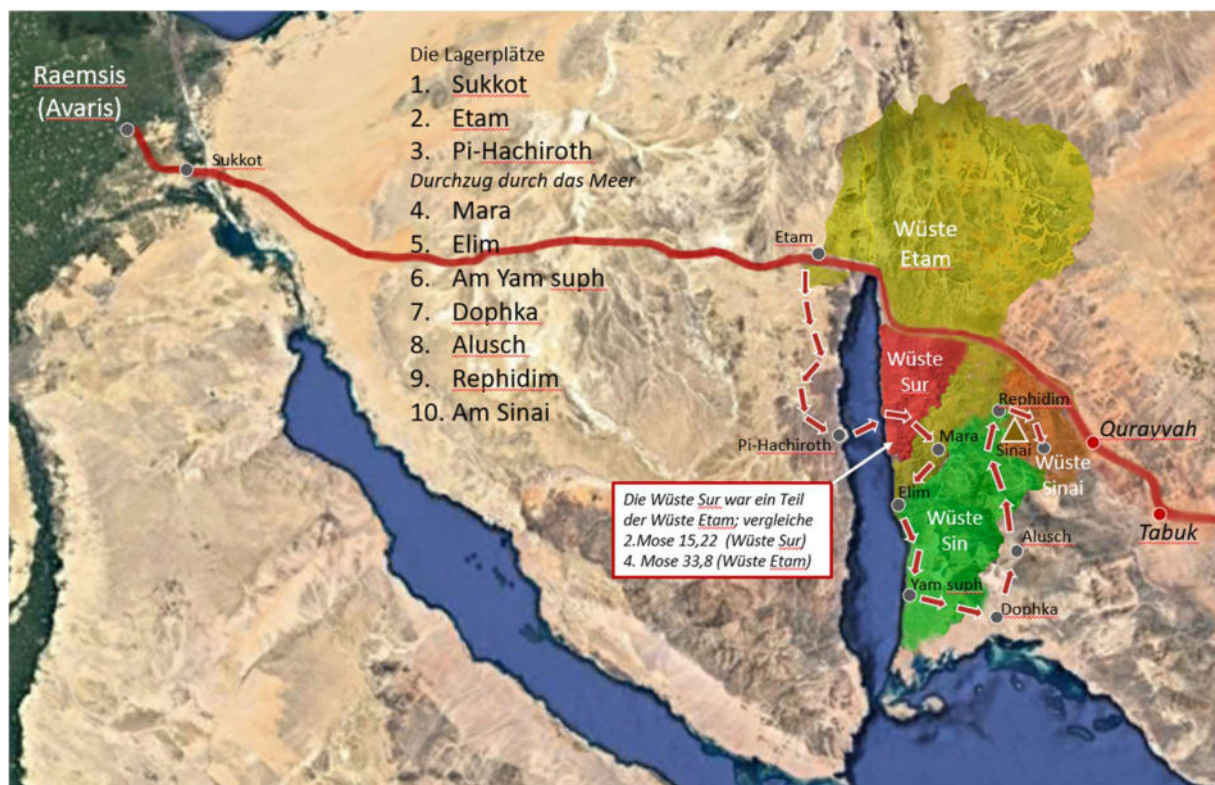 Raemsis
(Avaris)
Sukkot
Die Lagerplätze
1. Sukkot
2. Etam
3. Pi-Hachiroth
Durchzug durch das Meer
4. Mara
5. Elim
6. Am Yam suph
7. Dophka
8. Alusch
9. Rephidim
10. Am Sinai
Etam
Wüste
Etam
Wüste
Sur
Rephidim
Pi-Hachiroth
Mara
Sinai
Wüste
Sinai
Quravvah
Tabuk
Elim
Wüste
Sin
Alusch
Yam suph
Dophka
Die Wüste Sur war ein Teil
der Wüste Etam; vergleiche
2.Mose 15,22 (Wüste Sur)
4. Mose 33,8 (Wüste Etam)